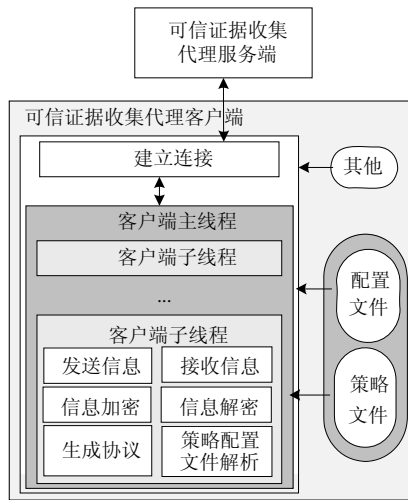 可信证据收集
代理服务端
可信证据收集代理客户端
建立连接
其他
客户端主线程
客户端子线程
...
配置
文件
客户端子线程
发送信息
接收信息
信息加密
信息解密
生成协议
策略配置
文件解析
策略
文件